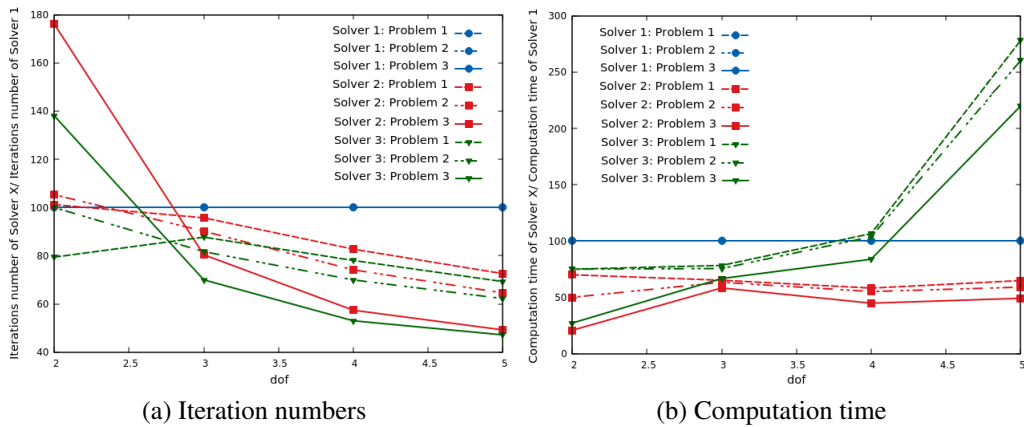 Iterations number of Solver X/ Iterations number of Solver 1
180
160
140
120
100
80
60
40
2
2.5
3
3.5
4
4.5
5
dof
Solver 1: Problem 1
Solver 1: Problem 2
Solver 1: Problem 3
Solver 2: Problem 1
Solver 2: Problem 2
Solver 2: Problem 3
Solver 3: Problem 1
Solver 3: Problem 2
Solver 3: Problem 3
(a) Iteration numbers
Computation time of Solver X/ Computation time of Solver 1
300
250
200
150
100
50
0
2
2.5
3
3.5
4
4.5
5
dof
Solver 1: Problem 1
Solver 1: Problem 2
Solver 1: Problem 3
Solver 2: Problem 1
Solver 2: Problem 2
Solver 2: Problem 3
Solver 3: Problem 1
Solver 3: Problem 2
Solver 3: Problem 3
(b) Computation time